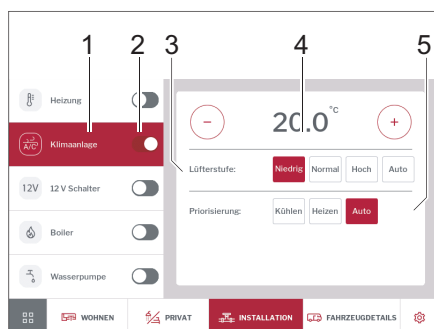 1 2 3 4 5
Heizung
A/C Klimaanlage
12V 12 V Schalter
Boiler
Wasserpumpe
− 20.0 °C +
Lüfterstufe: Niedrig Normal Hoch Auto
Priorisierung: Kühlen Heizen Auto
WOHNEN PRIVAT INSTALLATION FAHRZEUGDETAILS